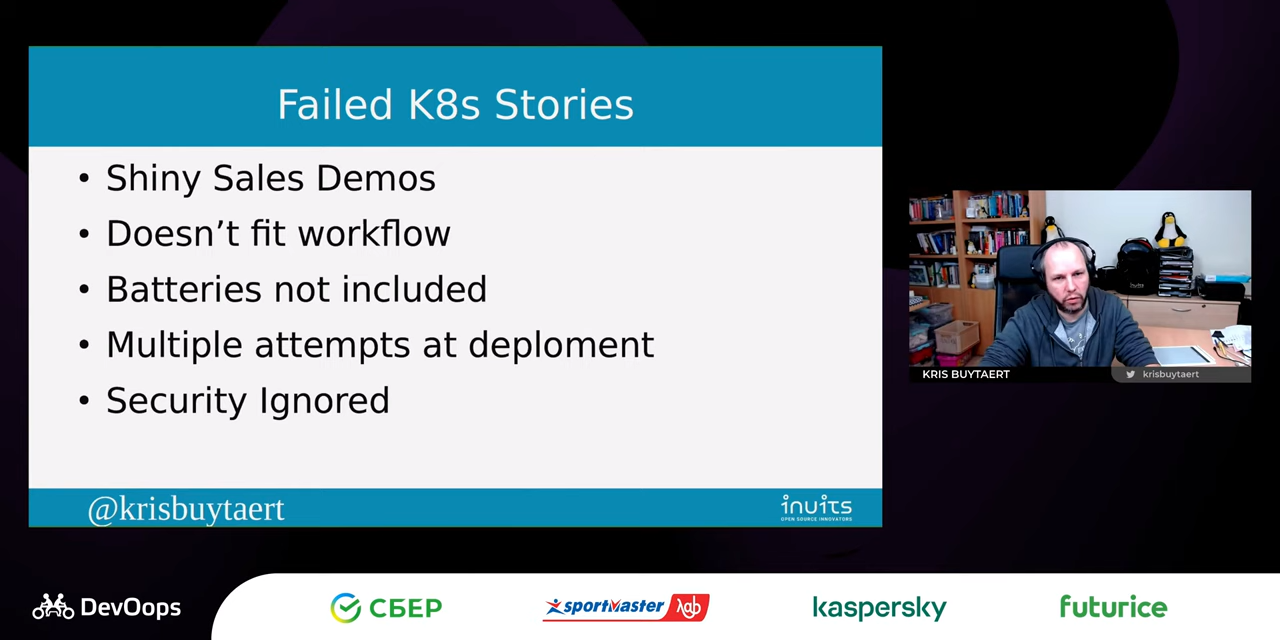 Failed K8s Stories
• Shiny Sales Demos
• Doesn’t fit workflow
• Batteries not included
• Multiple attempts at deploment
• Security Ignored
@krisbuytaert
inuits
OPEN SOURCE INNOVATORS
KRIS BUYTAERT
krisbuytaert
DevOops
СБЕР
sportmaster лаб
kaspersky
futurice